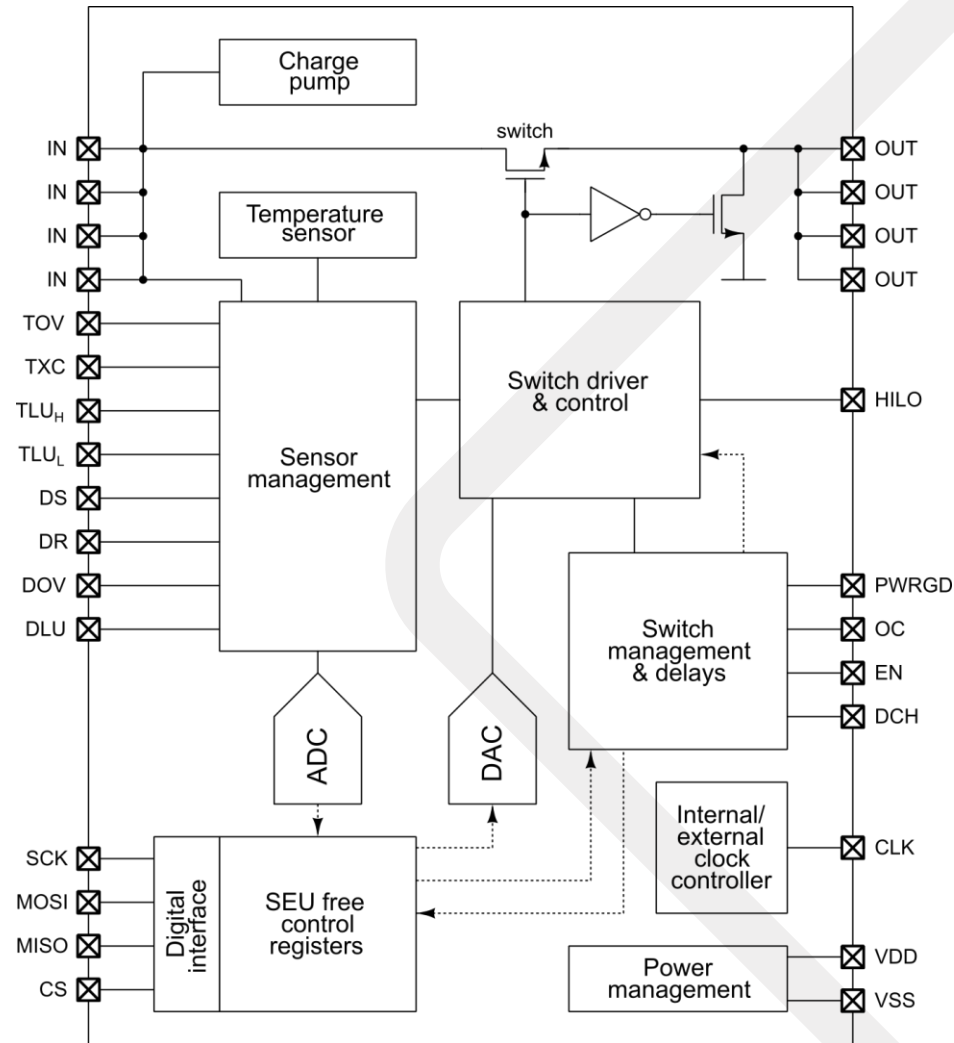 Charge
pump
switch
IN
OUT
IN
OUT
IN
OUT
IN
OUT
Temperature
sensor
TOV
TXC
TLUH
TLUL
DS
DR
DOV
DLU
Sensor
management
Switch driver
& control
HILO
Switch
management
& delays
PWRGD
OC
EN
DCH
ADC
DAC
Internal/
external
clock
controller
CLK
SCK
MOSI
MISO
CS
Digital
interface
SEU free
control
registers
Power
management
VDD
VSS